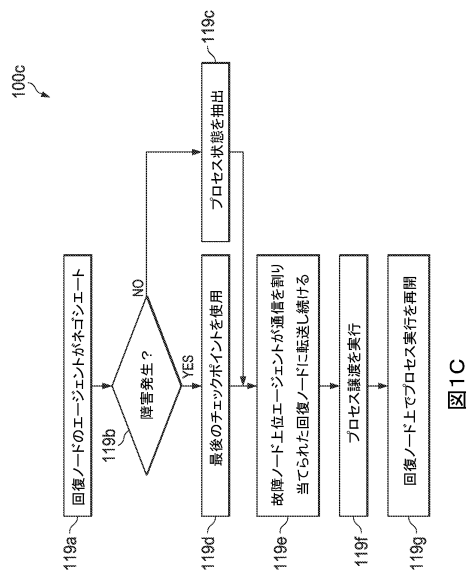 100c
119a
回復ノードのエージェントがネゴシエート
119b
障害発生？
NO
YES
119c
プロセス状態を抽出
119d
最後のチェックポイントを使用
119e
故障ノード上位エージェントが通信を割り
当てられた回復ノードに転送し続ける
119f
プロセス譲渡を実行
119g
回復ノード上でプロセス実行を再開
図1C